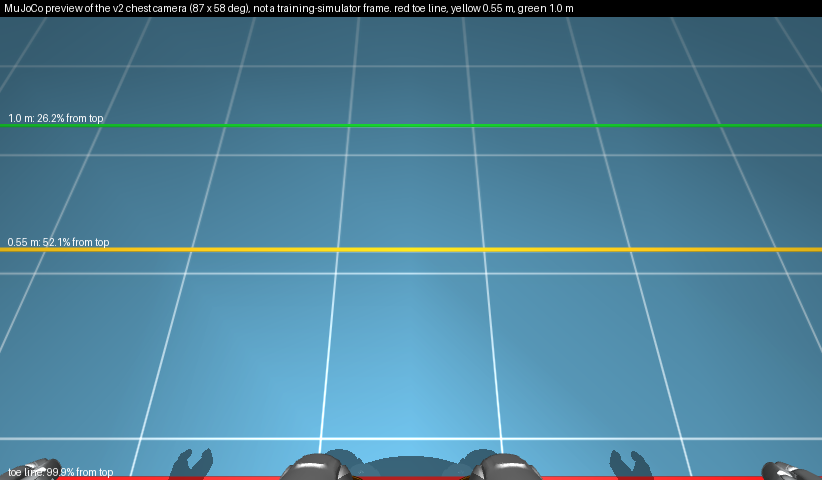 MuJoCo preview of the v2 chest camera (87 x 58 deg), not a training-simulator frame. red toe line, yellow 0.55 m, green 1.0 m
1.0 m: 26.2% from top
0.55 m: 52.1% from top
toe line: 99.9% from top